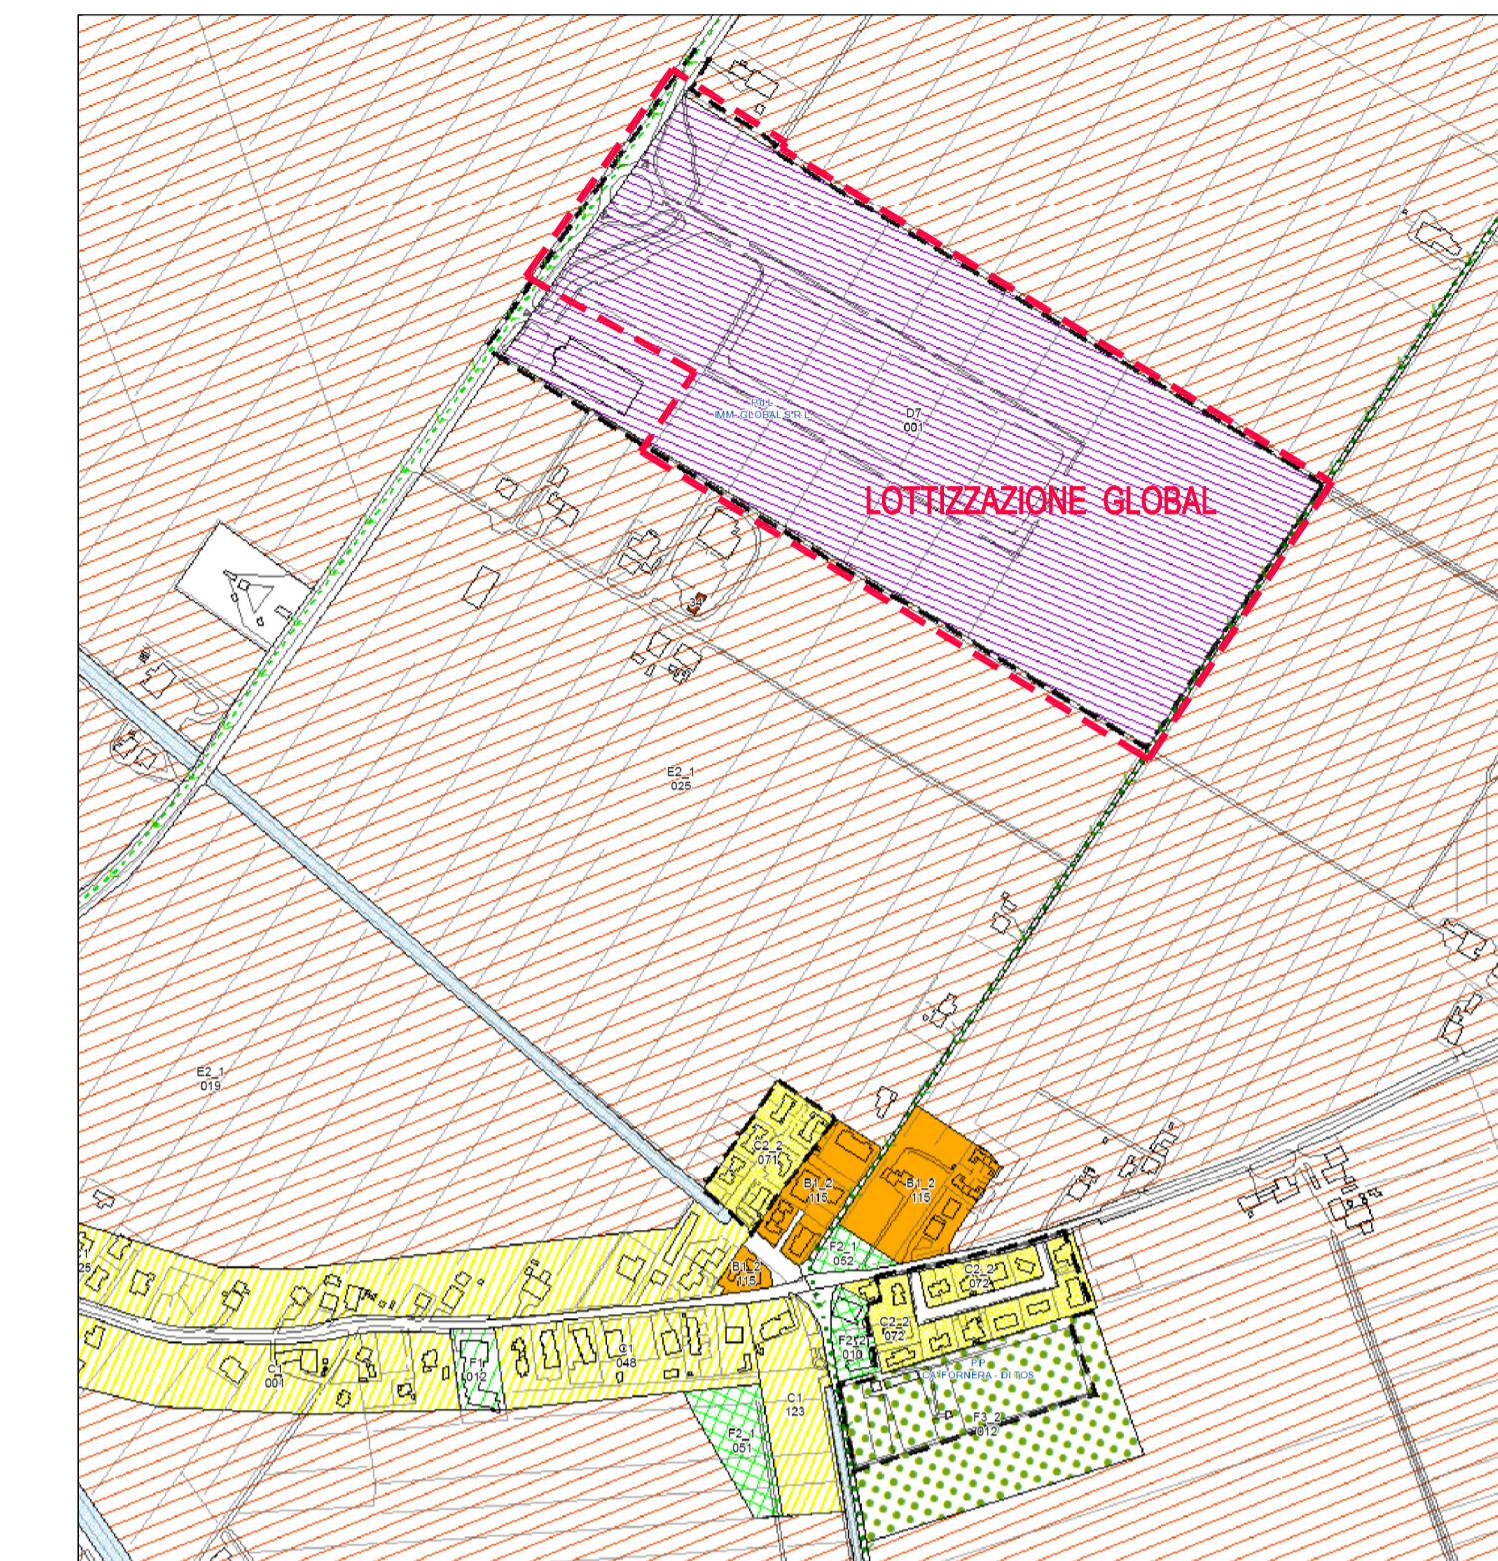 P.d.L
IMM. GLOBAL S.R.L.
D7
001
LOTTIZZAZIONE GLOBAL
34
E2_1
025
E2_1
019
C2_2
071
B1_2
115
B1_2
115
F2_1
052
B1_2
115
C2_2
072
C2_2
072
25
F2_2
010
C1
048
F1
012
C1
001
P.P.
CA' FORNERA - DI TOS
C1
123
F3_2
012
F2_1
051